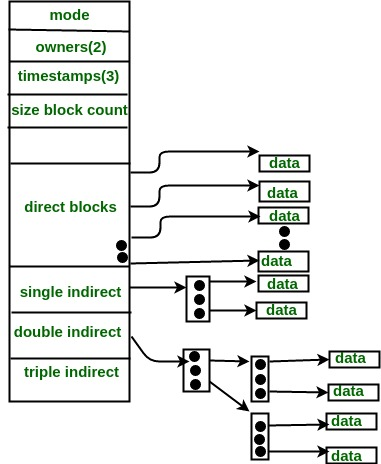 mode
owners(2)
timestamps(3)
size block count
data
direct blocks
data
data
data
single indirect
data
data
double indirect
data
triple indirect
data
data
data